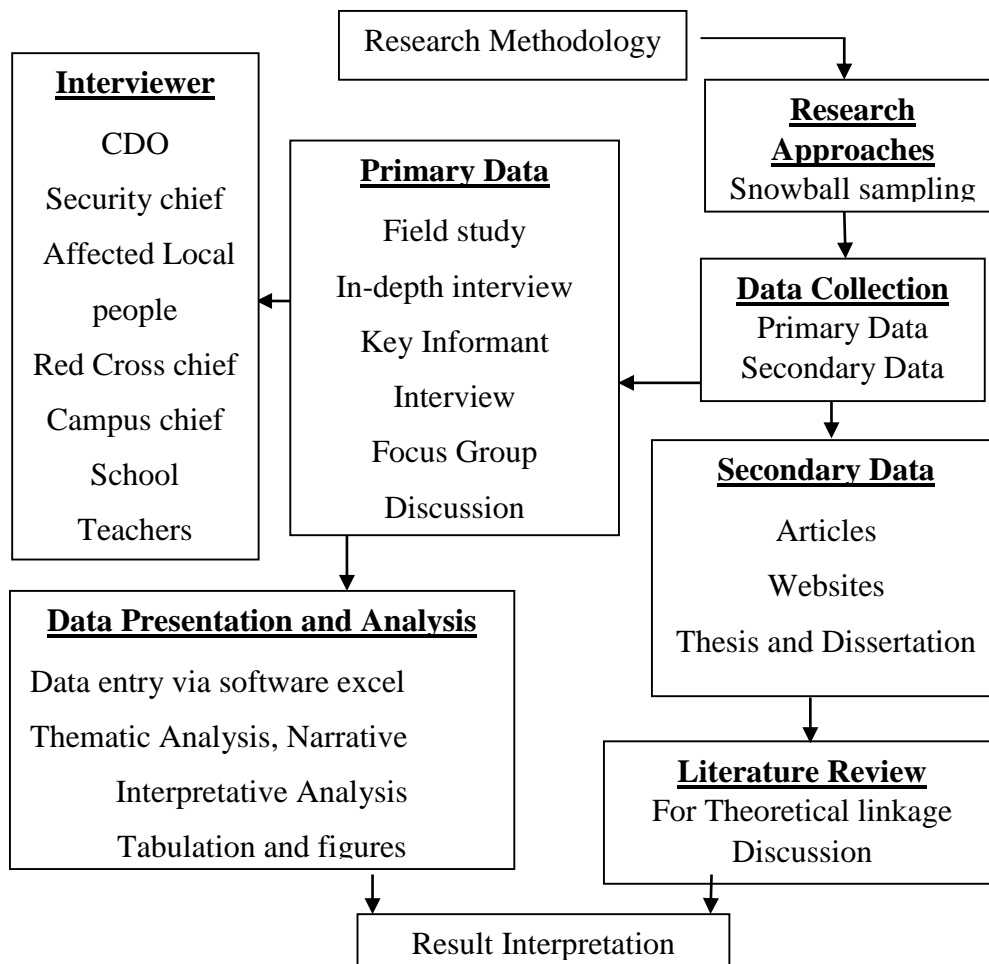 Research Methodology
Research
Approaches
Snowball sampling
Data Collection
Primary Data
Secondary Data
Primary Data
Field study
In-depth interview
Key Informant
Interview
Focus Group
Discussion
Interviewer
CDO
Security chief
Affected Local
people
Red Cross chief
Campus chief
School
Teachers
Secondary Data
Articles
Websites
Thesis and Dissertation
Data Presentation and Analysis
Data entry via software excel
Thematic Analysis, Narrative
Interpretative Analysis
Tabulation and figures
Literature Review
For Theoretical linkage
Discussion
Result Interpretation